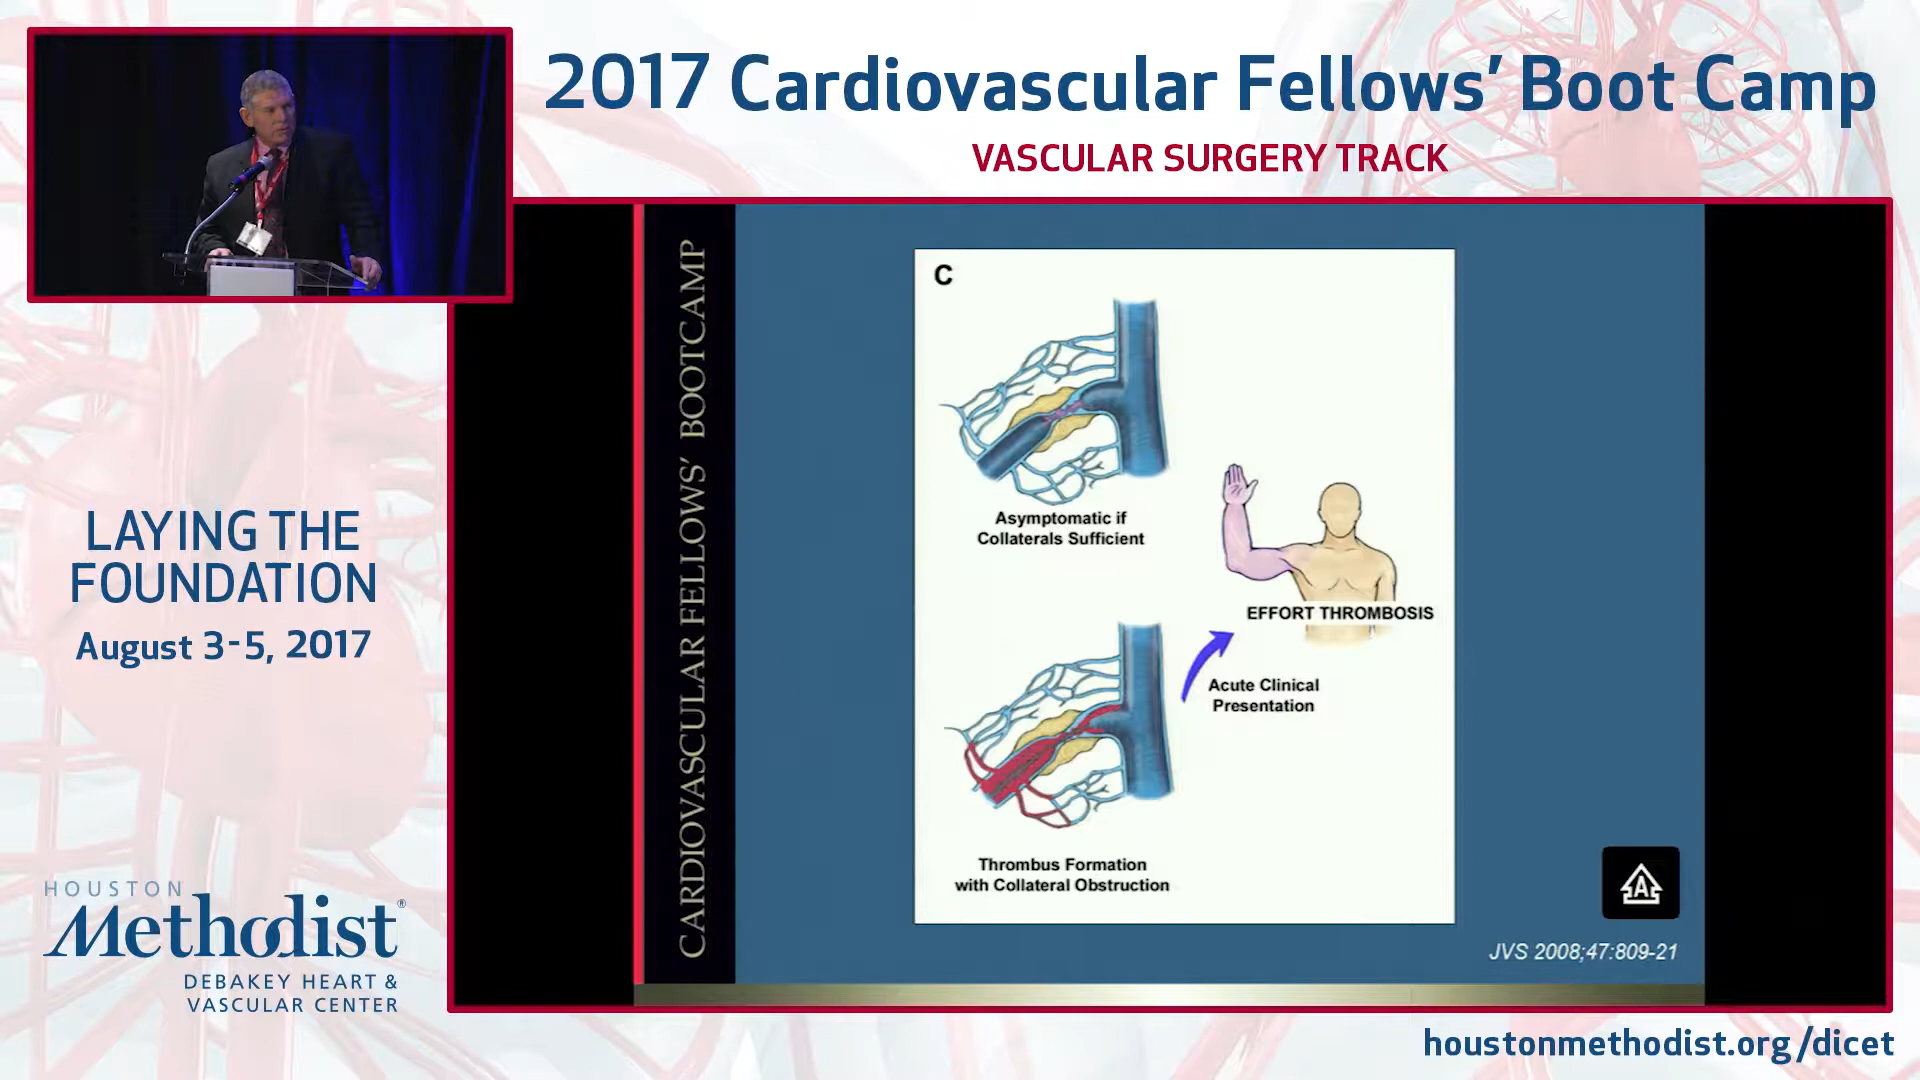 2017 Cardiovascular Fellows’ Boot Camp
VASCULAR SURGERY TRACK
LAYING THE
FOUNDATION
August 3-5, 2017
HOUSTON
Methodist®
DEBAKEY HEART &
VASCULAR CENTER
CARDIOVASCULAR FELLOWS’ BOOTCAMP
C
Asymptomatic if
Collaterals Sufficient
EFFORT THROMBOSIS
Acute Clinical
Presentation
Thrombus Formation
with Collateral Obstruction
A
JVS 2008;47:809-21
houstonmethodist.org/dicet